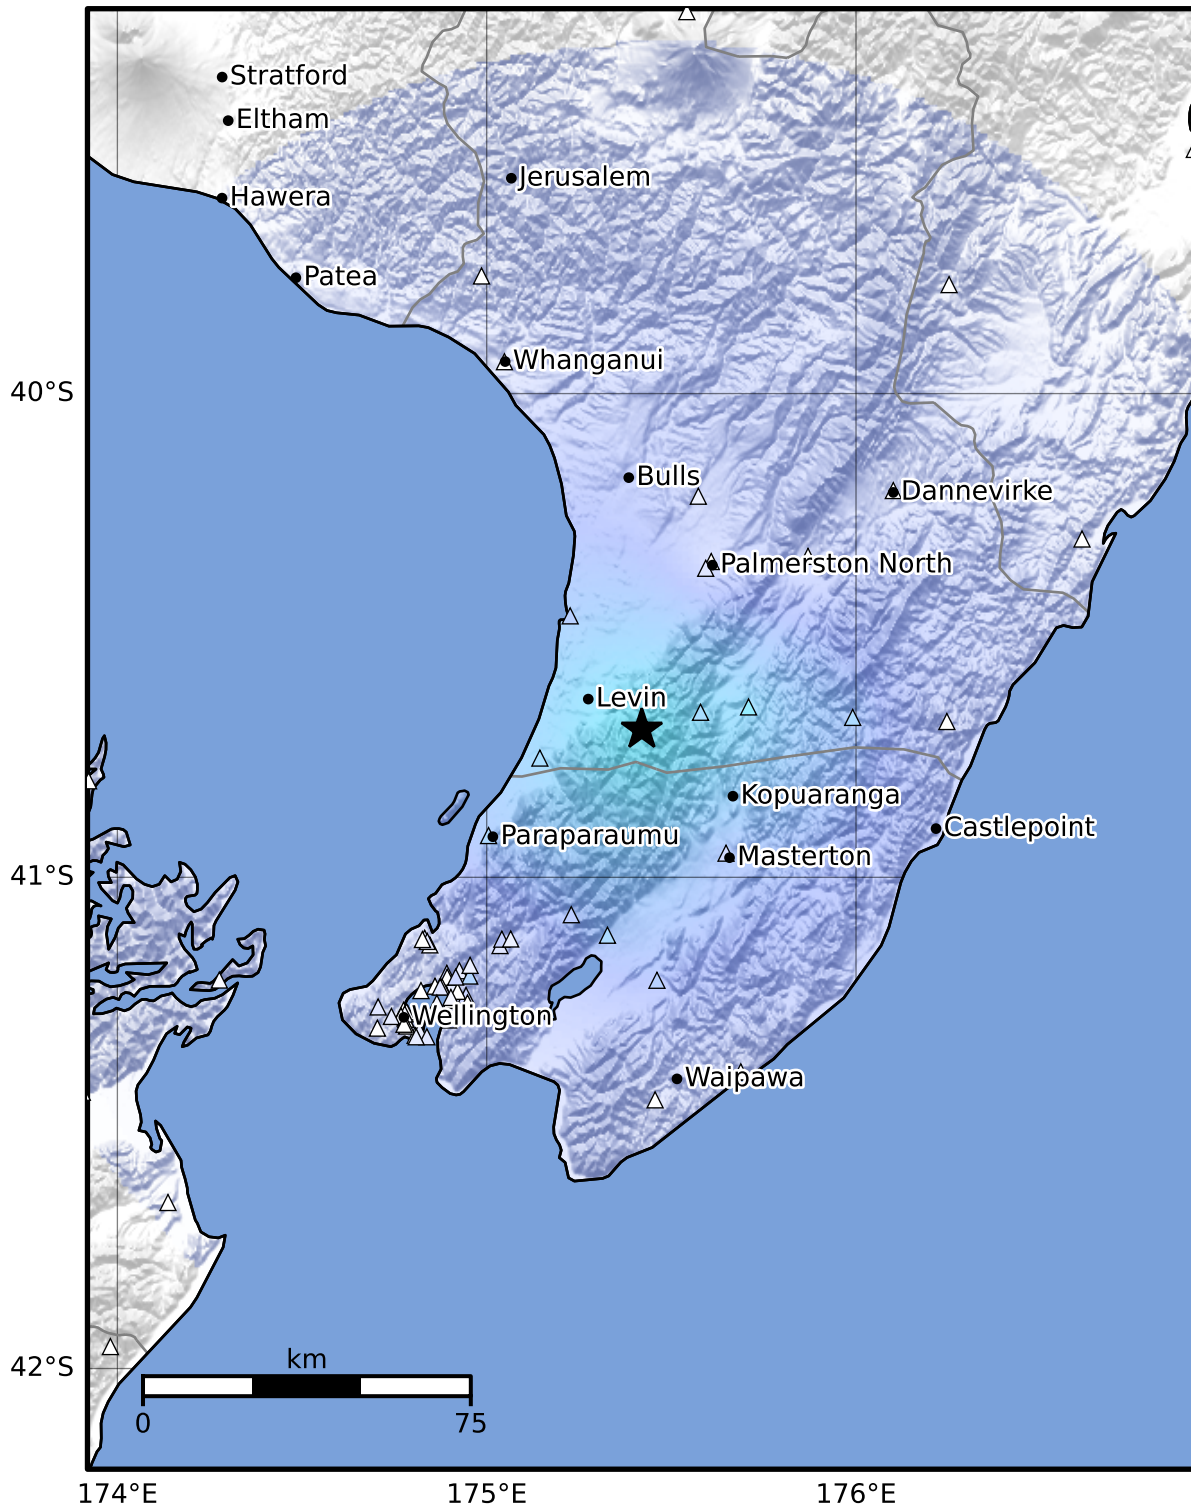 Stratford
Eltham
Jerusalem
Hawera
Patea
Whanganui
40°S
Bulls
Dannevirke
Palmerston North
Levin
Kopuaranga
Castlepoint
Paraparaumu
Masterton
41°S
Wellington
Waipawa
km
42°S
0 75
174°E 175°E 176°E